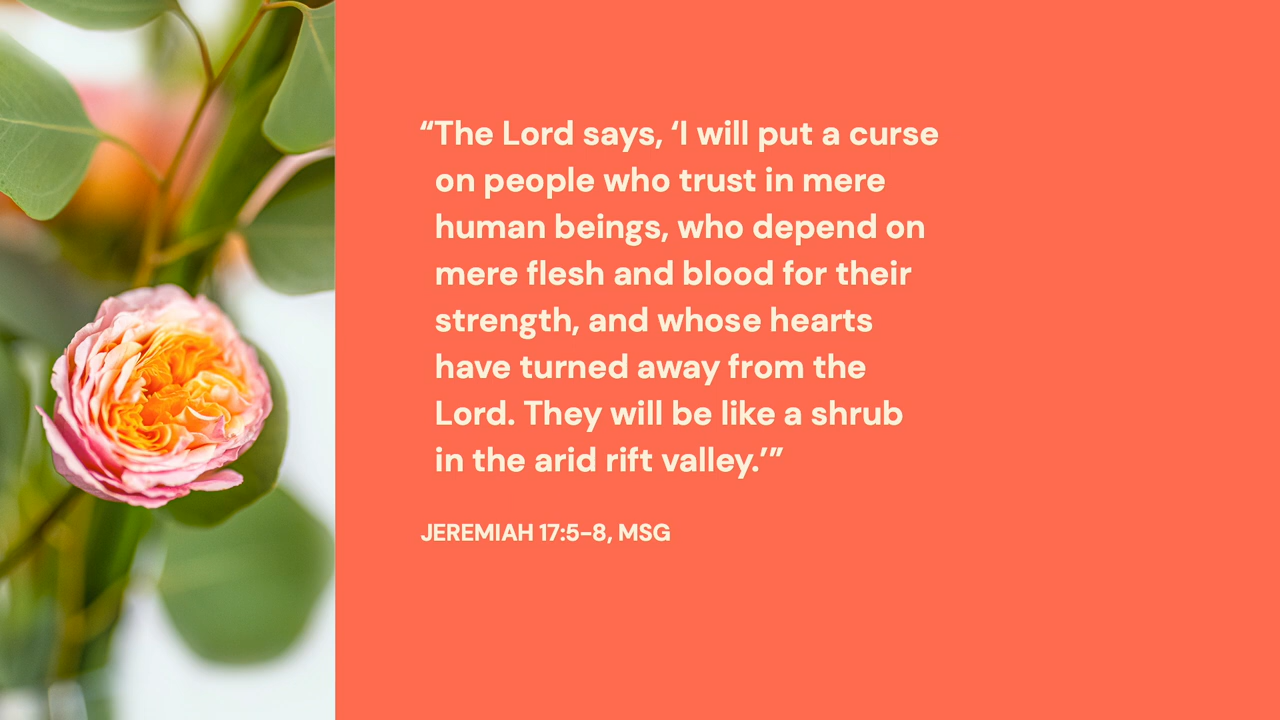 “The Lord says, ‘I will put a curse
on people who trust in mere
human beings, who depend on
mere flesh and blood for their
strength, and whose hearts
have turned away from the
Lord. They will be like a shrub
in the arid rift valley.’”
JEREMIAH 17:5–8, MSG